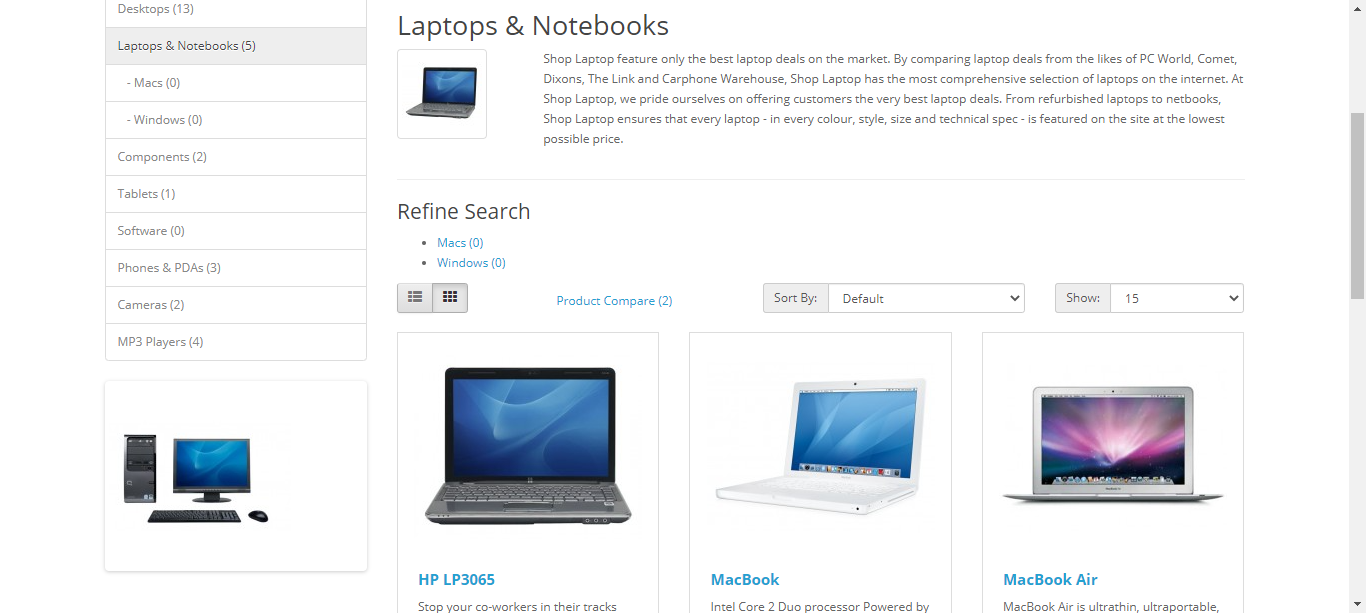 Desktops (13)
Laptops & Notebooks (5)
- Macs (0)
- Windows (0)
Components (2)
Tablets (1)
Software (0)
Phones & PDAs (3)
Cameras (2)
MP3 Players (4)
Laptops & Notebooks
Shop Laptop feature only the best laptop deals on the market. By comparing laptop deals from the likes of PC World, Comet,
Dixons, The Link and Carphone Warehouse, Shop Laptop has the most comprehensive selection of laptops on the internet. At
Shop Laptop, we pride ourselves on offering customers the very best laptop deals. From refurbished laptops to netbooks,
Shop Laptop ensures that every laptop - in every colour, style, size and technical spec - is featured on the site at the lowest
possible price.
Refine Search
Macs (0)
Windows (0)
Product Compare (2)
Sort By:
Default
Show:
15
HP LP3065
Stop your co-workers in their tracks
MacBook
Intel Core 2 Duo processor Powered by
MacBook Air
MacBook Air is ultrathin, ultraportable,